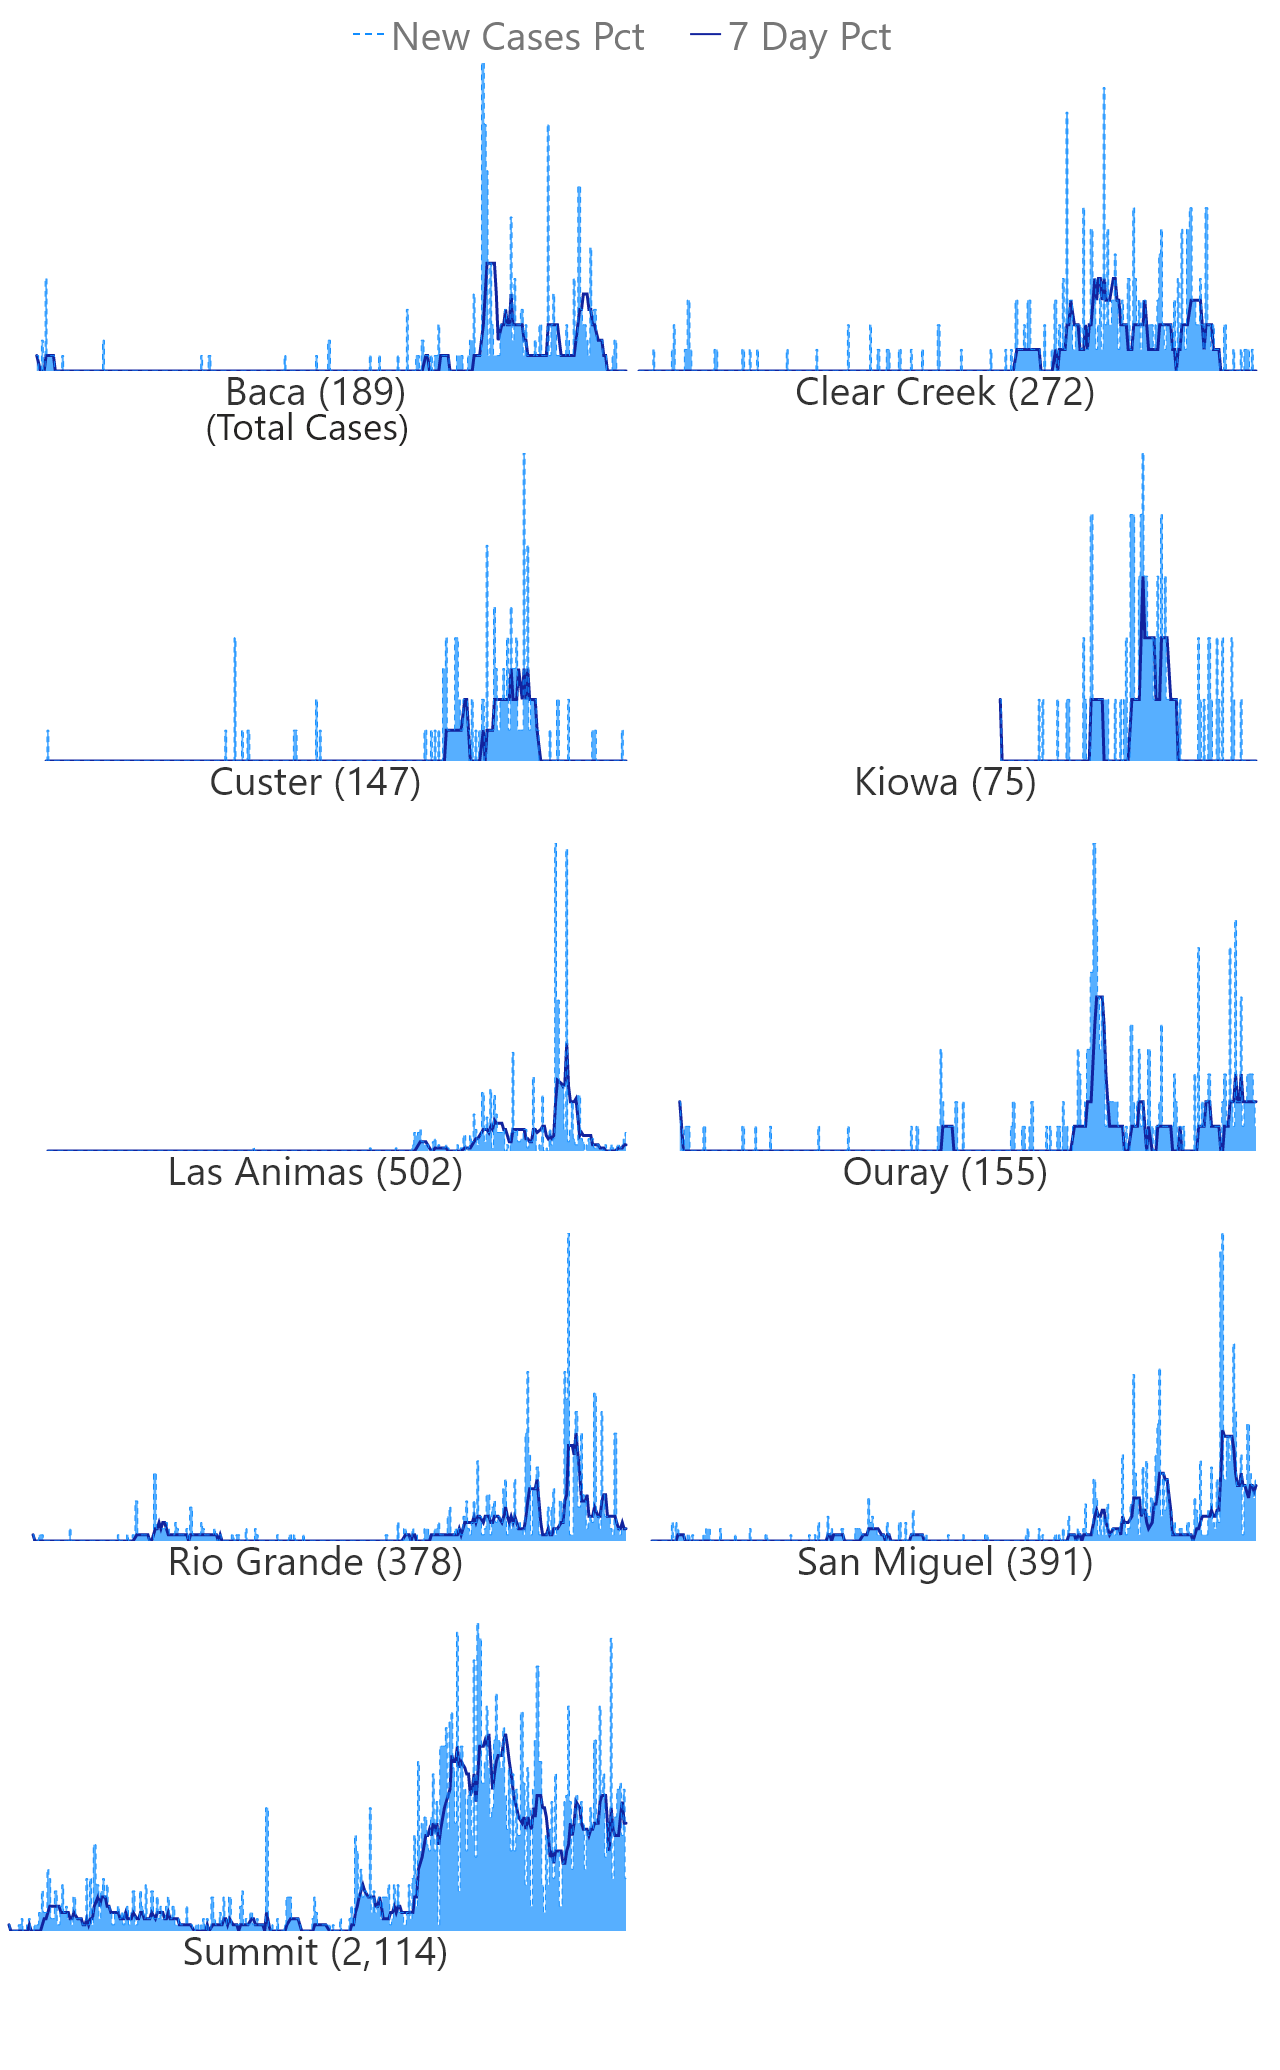 New Cases Pct 7 Day Pct
Baca (189) Clear Creek (272)
(Total Cases)
Custer (147) Kiowa (75)
Las Animas (502) Ouray (155)
Rio Grande (378) San Miguel (391)
Summit (2,114)